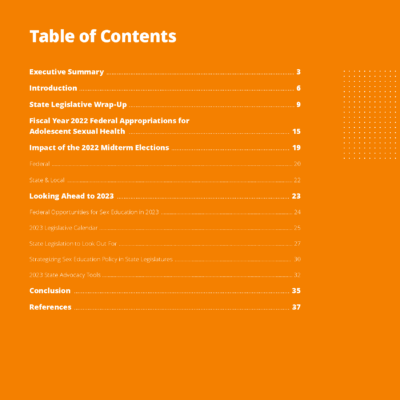 Table of Contents
Executive Summary 3
Introduction 6
State Legislative Wrap-Up 9
Fiscal Year 2022 Federal Appropriations for
Adolescent Sexual Health 15
Impact of the 2022 Midterm Elections 19
Federal 20
State & Local 22
Looking Ahead to 2023 23
Federal Opportunities for Sex Education in 2023 24
2023 Legislative Calendar 25
State Legislation to Look Out For 27
Strategizing Sex Education Policy in State Legislatures 30
2023 State Advocacy Tools 32
Conclusion 35
References 37